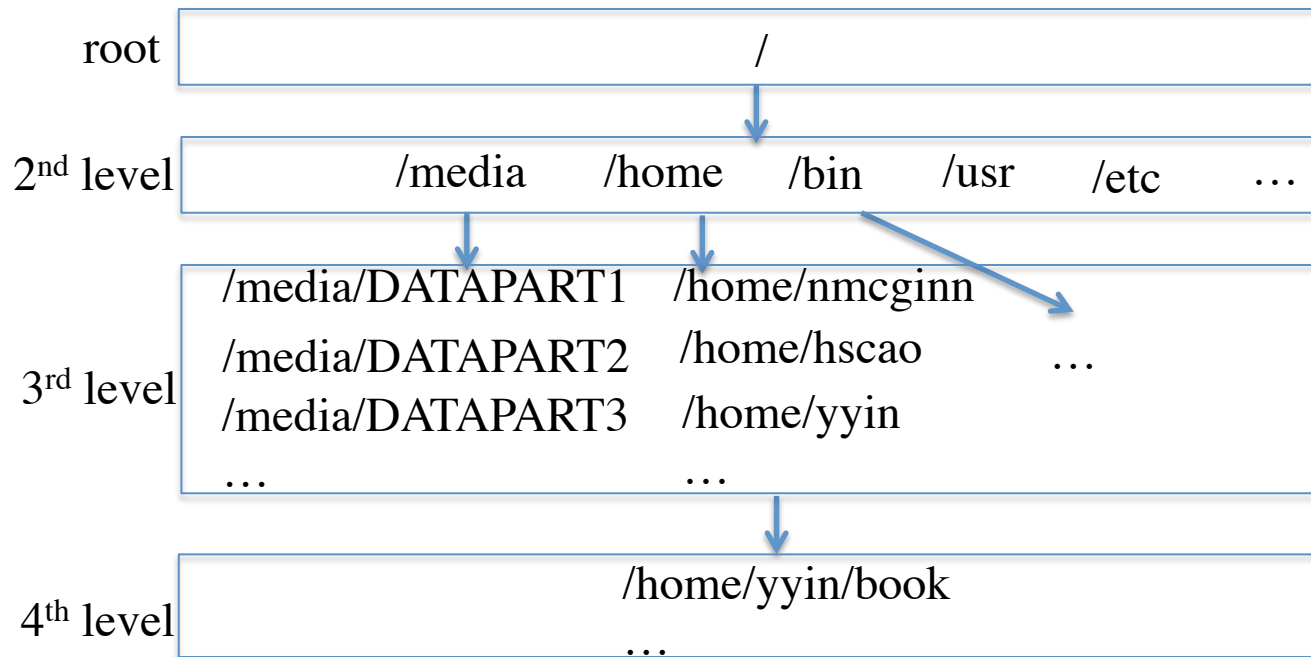 root
/
2nd level
/media /home /bin /usr /etc …
3rd level
/media/DATAPART1 /home/nmcginn
/media/DATAPART2 /home/hscao …
/media/DATAPART3 /home/yyin
… …
4th level
/home/yyin/book
…